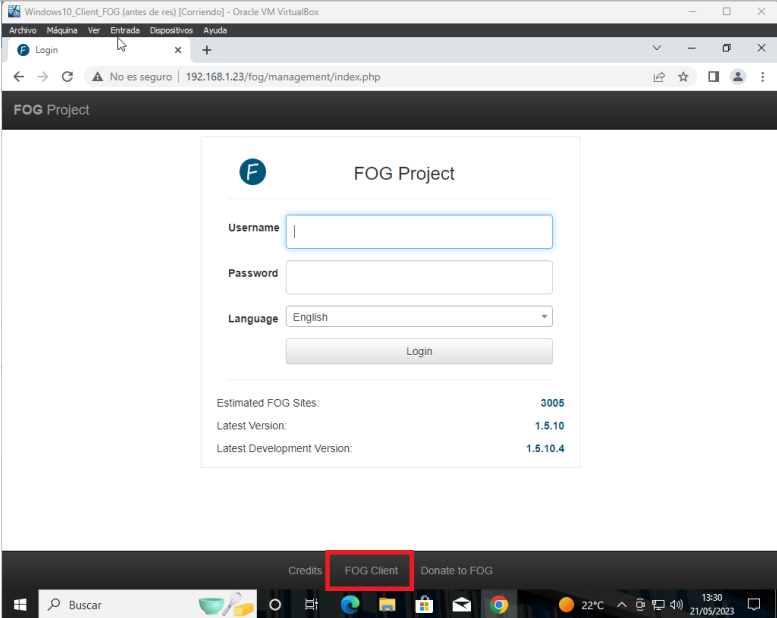 Windows10_Client_FOG (antes de res) [Corriendo] - Oracle VM VirtualBox
Archivo Máquina Ver Entrada Dispositivos Ayuda
Login
No es seguro 192.168.1.23/fog/management/index.php
FOG Project
FOG Project
Username
Password
Language English
Login
Estimated FOG Sites: 3005
Latest Version: 1.5.10
Latest Development Version: 1.5.10.4
Credits FOG Client Donate to FOG
Buscar 22°C 13:30
21/05/2023